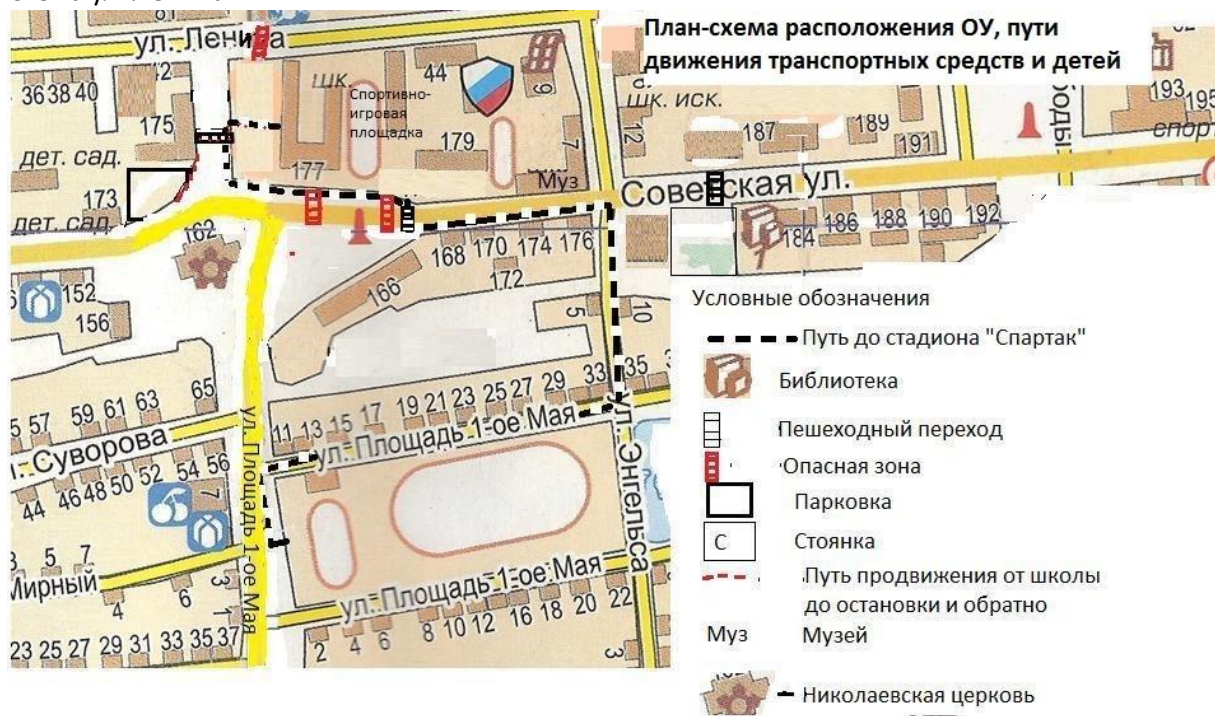 ул. Ленина
План-схема расположения ОУ, пути
движения транспортных средств и детей
36 38 40
2
шк.
Спортивно-
игровая
площадка
44
9
шк. иск.
12
187
189
191
193
195
спорт
175
177
179
7
Муз
дет. сад.
173
дет. сад
Советская ул.
162
168 170 174 176
172
166
184 186 188 190 192
152
156
5
10
Условные обозначения
Путь до стадиона "Спартак"
Библиотека
Пешеходный переход
Опасная зона
Парковка
С Стоянка
Путь продвижения от школы
до остановки и обратно
Муз Музей
Николаевская церковь
57 59 61 63 65
11 13 15 17 19 21 23 25 27 29 33 35
Суворова
ул. Площадь 1-ое Мая
ул. Энгельса
44 46 48 50 52 54 56
7
ул. Площадь 1-ое Мая
5 7
Мирный
4 6
3
1
ул. Площадь 1-ое Мая
2 4 6 8 10 12 16 18 20 22
3
23 25 27 29 31 33 35 37